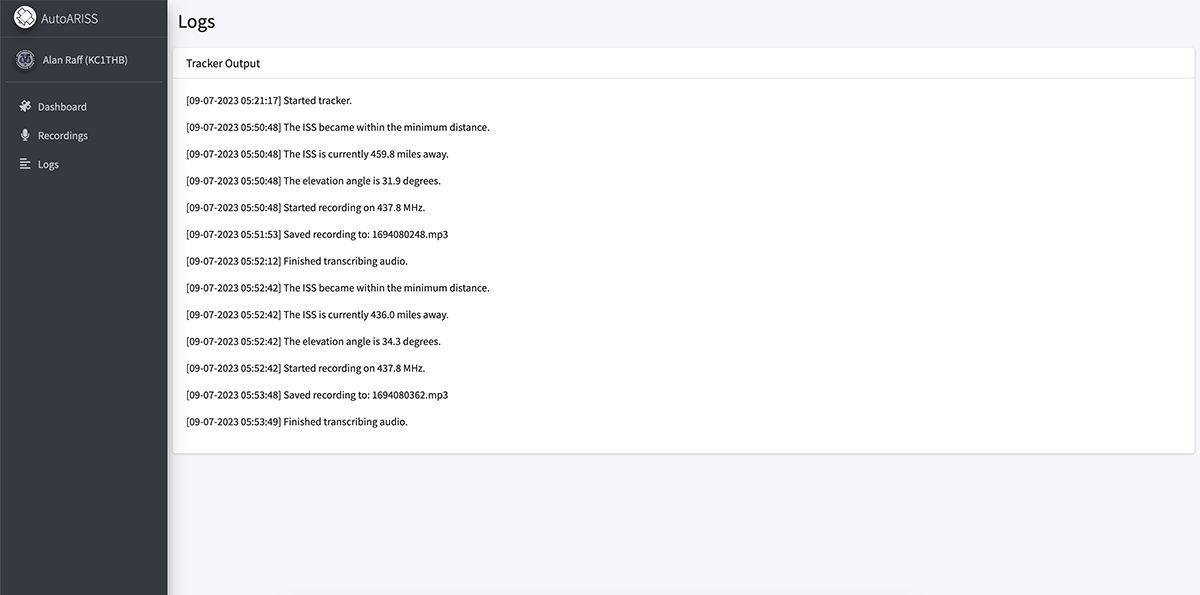 AutoARISS
Alan Raff (KC1THB)
Dashboard
Recordings
Logs
Logs
Tracker Output
[09-07-2023 05:21:17] Started tracker.
[09-07-2023 05:50:48] The ISS became within the minimum distance.
[09-07-2023 05:50:48] The ISS is currently 459.8 miles away.
[09-07-2023 05:50:48] The elevation angle is 31.9 degrees.
[09-07-2023 05:50:48] Started recording on 437.8 MHz.
[09-07-2023 05:51:53] Saved recording to: 1694080248.mp3
[09-07-2023 05:52:12] Finished transcribing audio.
[09-07-2023 05:52:42] The ISS became within the minimum distance.
[09-07-2023 05:52:42] The ISS is currently 436.0 miles away.
[09-07-2023 05:52:42] The elevation angle is 34.3 degrees.
[09-07-2023 05:52:42] Started recording on 437.8 MHz.
[09-07-2023 05:53:48] Saved recording to: 1694080362.mp3
[09-07-2023 05:53:49] Finished transcribing audio.